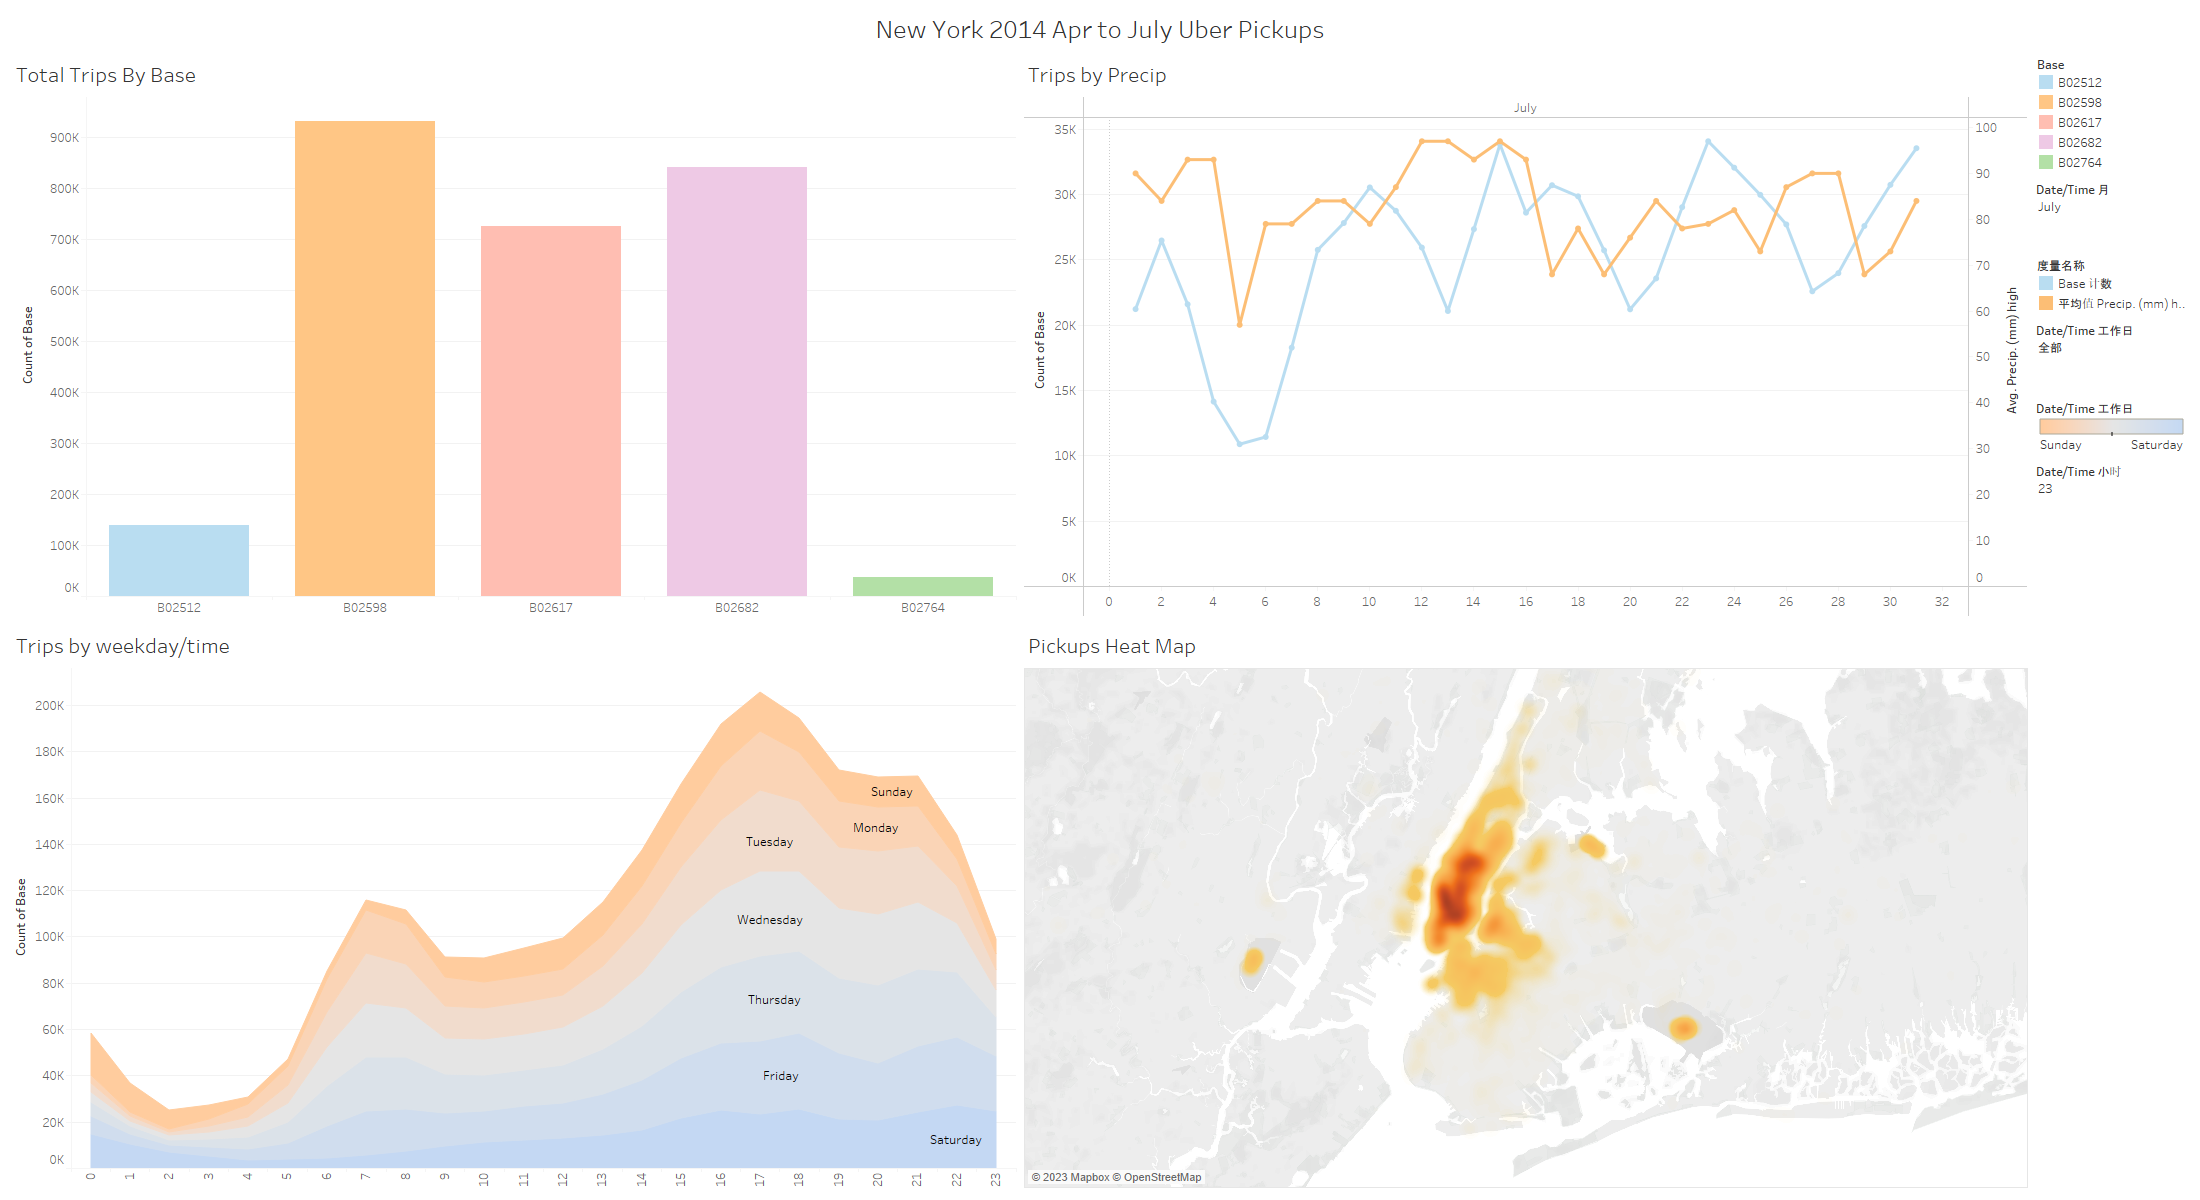 New York 2014 Apr to July Uber Pickups
Total Trips By Base
Count of Base
900K
800K
700K
600K
500K
400K
300K
200K
100K
0K
B02512
B02598
B02617
B02682
B02764
Trips by Precip
July
Count of Base
35K
30K
25K
20K
15K
10K
5K
0K
100
90
80
70
60
50
40
30
20
10
0
Avg. Precip. (mm) high
0
2
4
6
8
10
12
14
16
18
20
22
24
26
28
30
32
Base
B02512
B02598
B02617
B02682
B02764
Date/Time 月
July
度量名称
Base 计数
平均值 Precip. (mm) h..
Date/Time 工作日
全部
Date/Time 工作日
Sunday
Saturday
Date/Time 小时
23
Trips by weekday/time
Count of Base
200K
180K
160K
140K
120K
100K
80K
60K
40K
20K
0K
Sunday
Monday
Tuesday
Wednesday
Thursday
Friday
Saturday
0
1
2
3
4
5
6
7
8
9
10
11
12
13
14
15
16
17
18
19
20
21
22
23
Pickups Heat Map
© 2023 Mapbox © OpenStreetMap